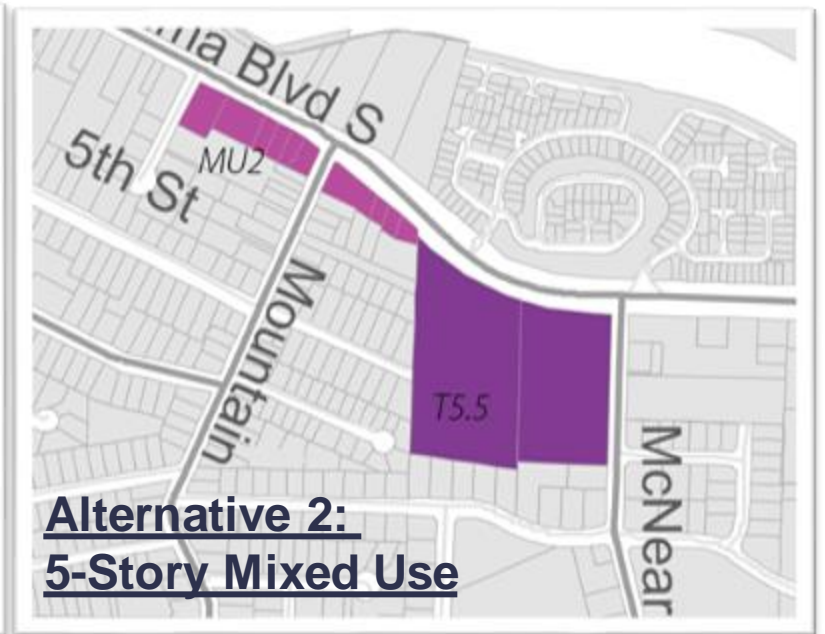 ma Blvd S
5th St
MU2
Mountain
T5.5
McNear
Alternative 2:
5-Story Mixed Use